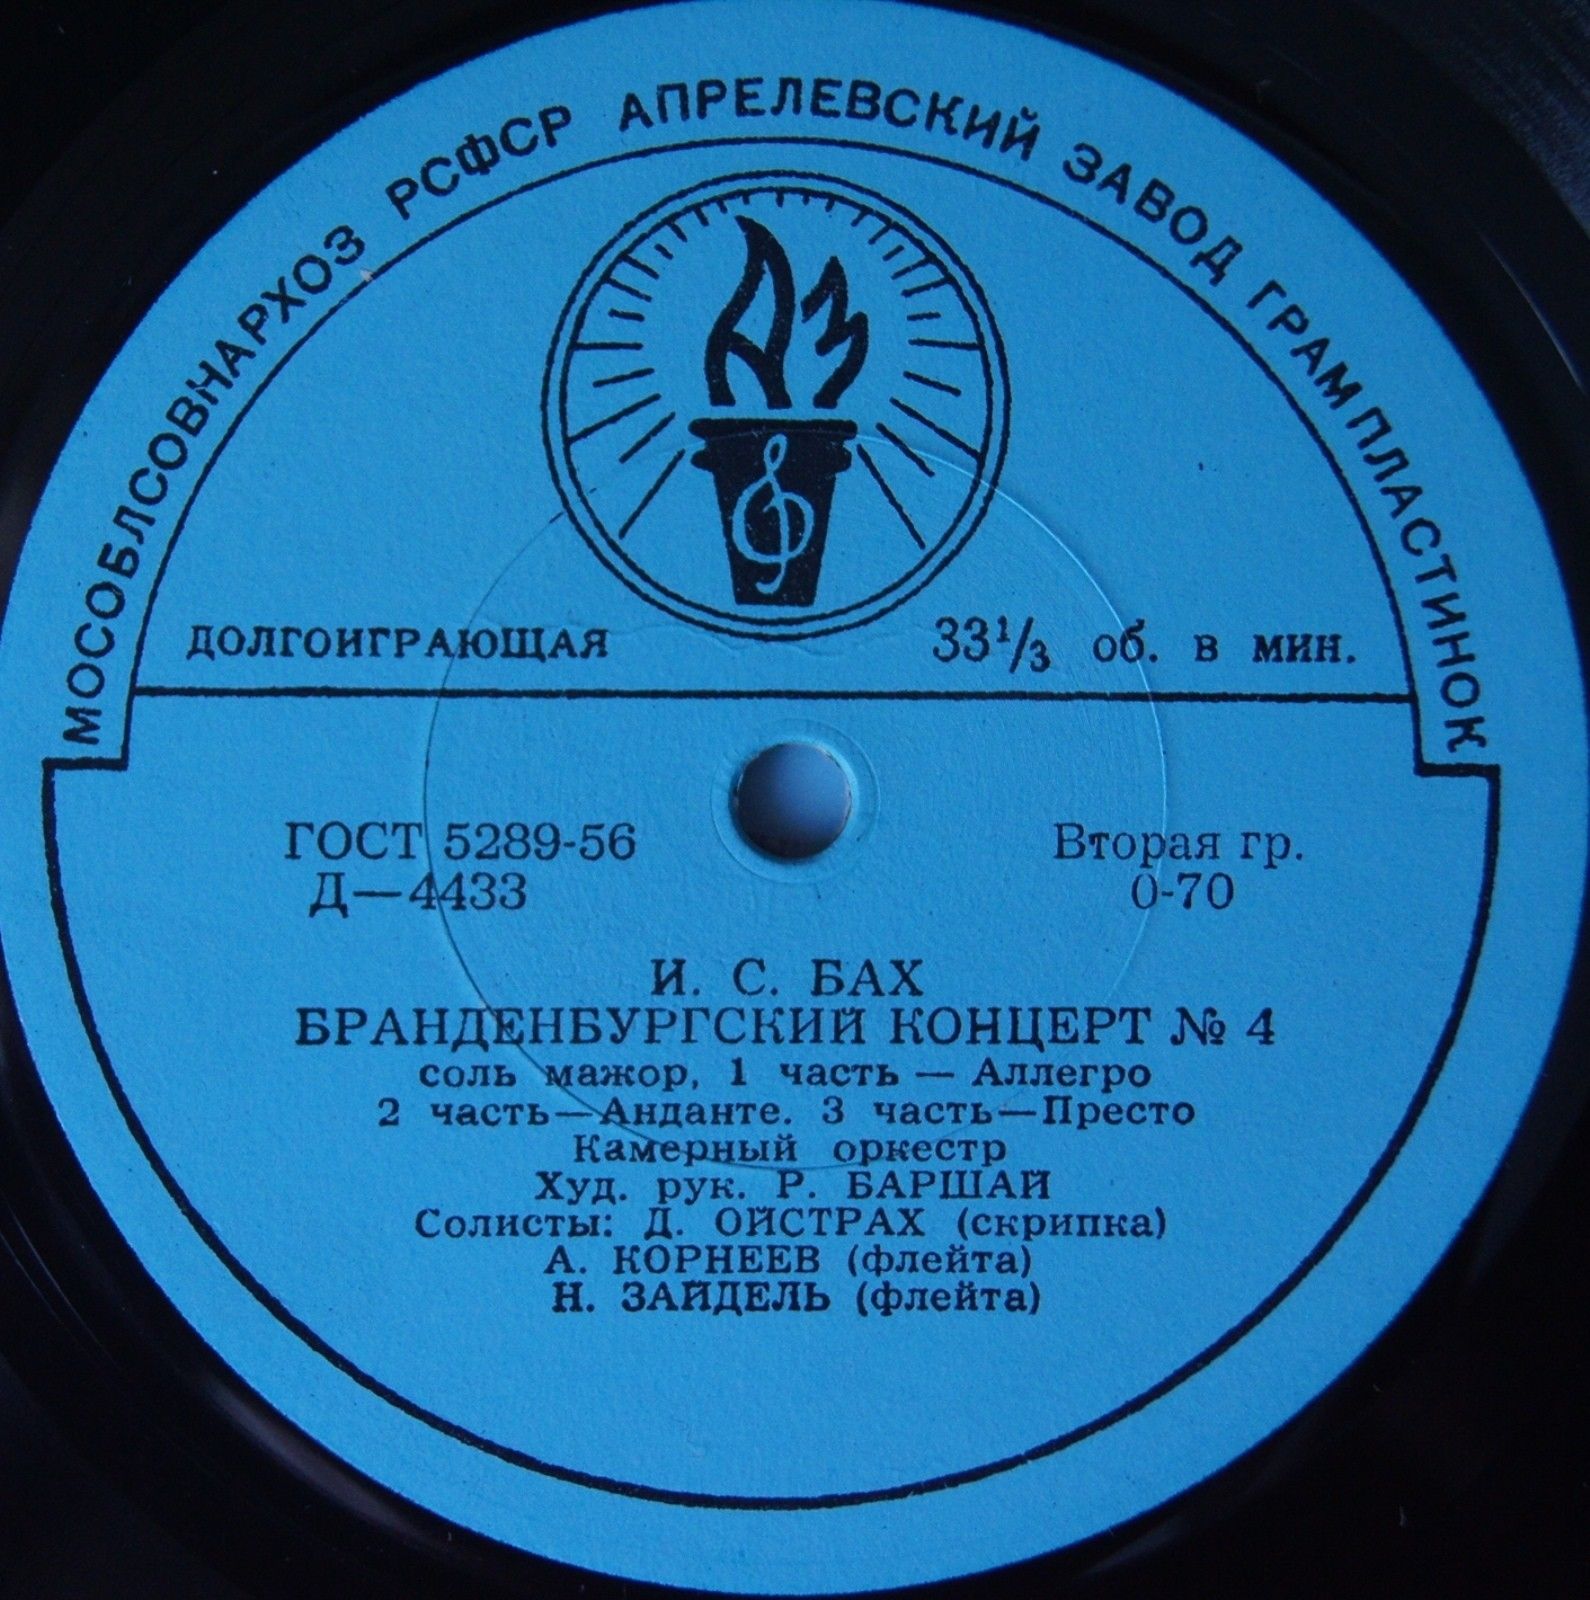 МОСОБЛСОВНАРХОЗ РСФСР АПРЕЛЕВСКИЙ ЗАВОД ГРАМПЛАСТИНОК
АЗ
ДОЛГОИГРАЮЩАЯ 33⅓ об. в мин.
ГОСТ 5289-56 Вторая гр.
Д—4433 0-70
И. С. БАХ
БРАНДЕНБУРГСКИЙ КОНЦЕРТ № 4
соль мажор, 1 часть — Аллегро
2 часть—Анданте. 3 часть—Престо
Камерный оркестр
Худ. рук. Р. БАРШАЙ
Солисты: Д. ОЙСТРАХ (скрипка)
А. КОРНЕЕВ (флейта)
Н. ЗАЙДЕЛЬ (флейта)